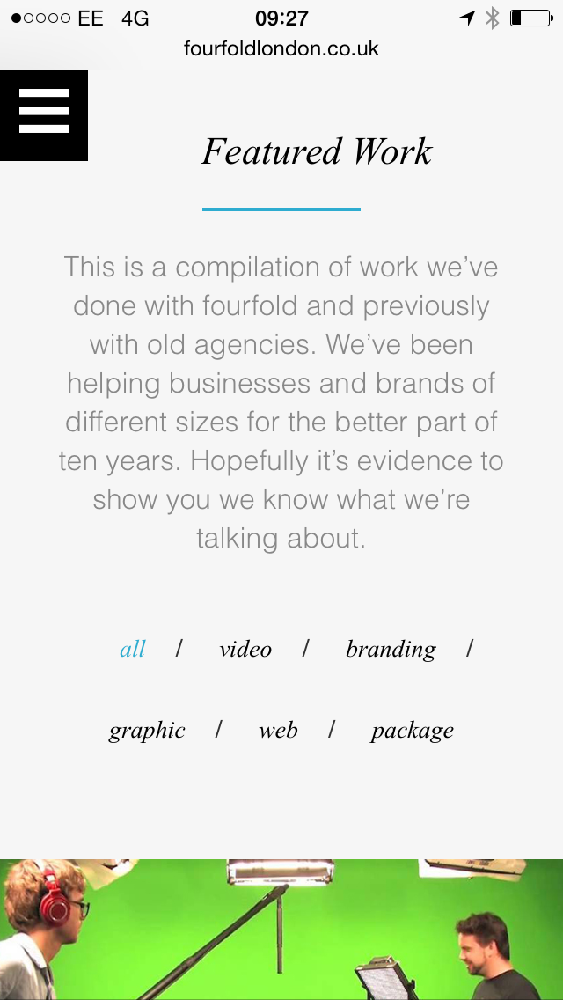 EE 4G 09:27
fourfoldlondon.co.uk
Featured Work
This is a compilation of work we’ve
done with fourfold and previously
with old agencies. We’ve been
helping businesses and brands of
different sizes for the better part of
ten years. Hopefully it’s evidence to
show you we know what we’re
talking about.
all / video / branding /
graphic / web / package